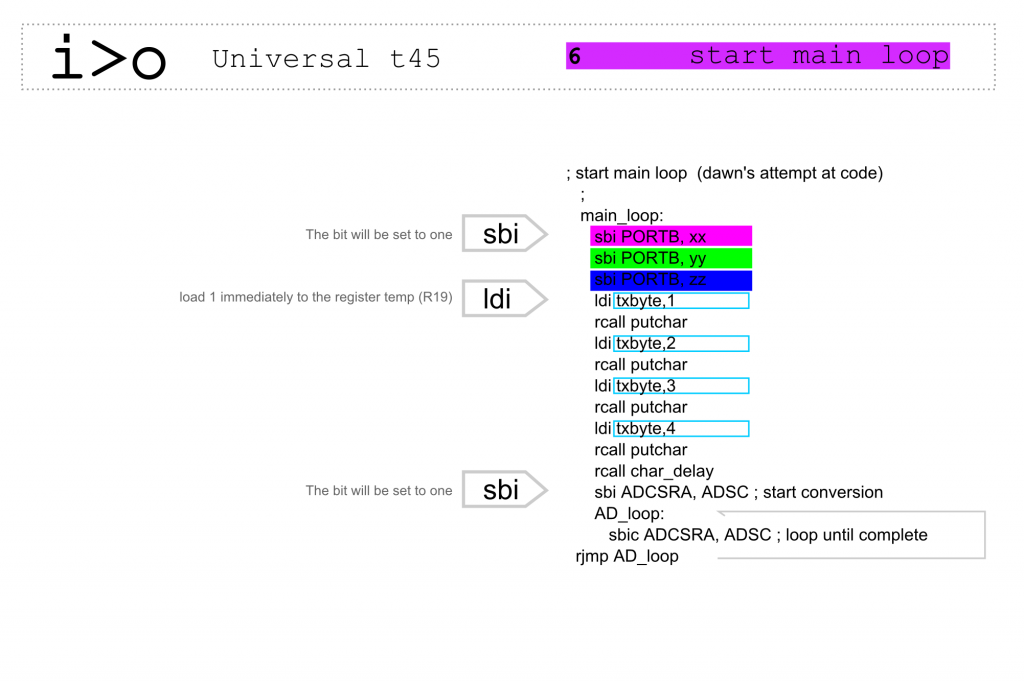 i>o Universal t45 6 start main loop
; start main loop (dawn's attempt at code)
;
main_loop:
The bit will be set to one sbi
sbi PORTB, xx
sbi PORTB, yy
sbi PORTB, zz
load 1 immediately to the register temp (R19) ldi
ldi txbyte,1
rcall putchar
ldi txbyte,2
rcall putchar
ldi txbyte,3
rcall putchar
ldi txbyte,4
rcall putchar
rcall char_delay
The bit will be set to one sbi
sbi ADCSRA, ADSC ; start conversion
AD_loop:
sbic ADCSRA, ADSC ; loop until complete
rjmp AD_loop